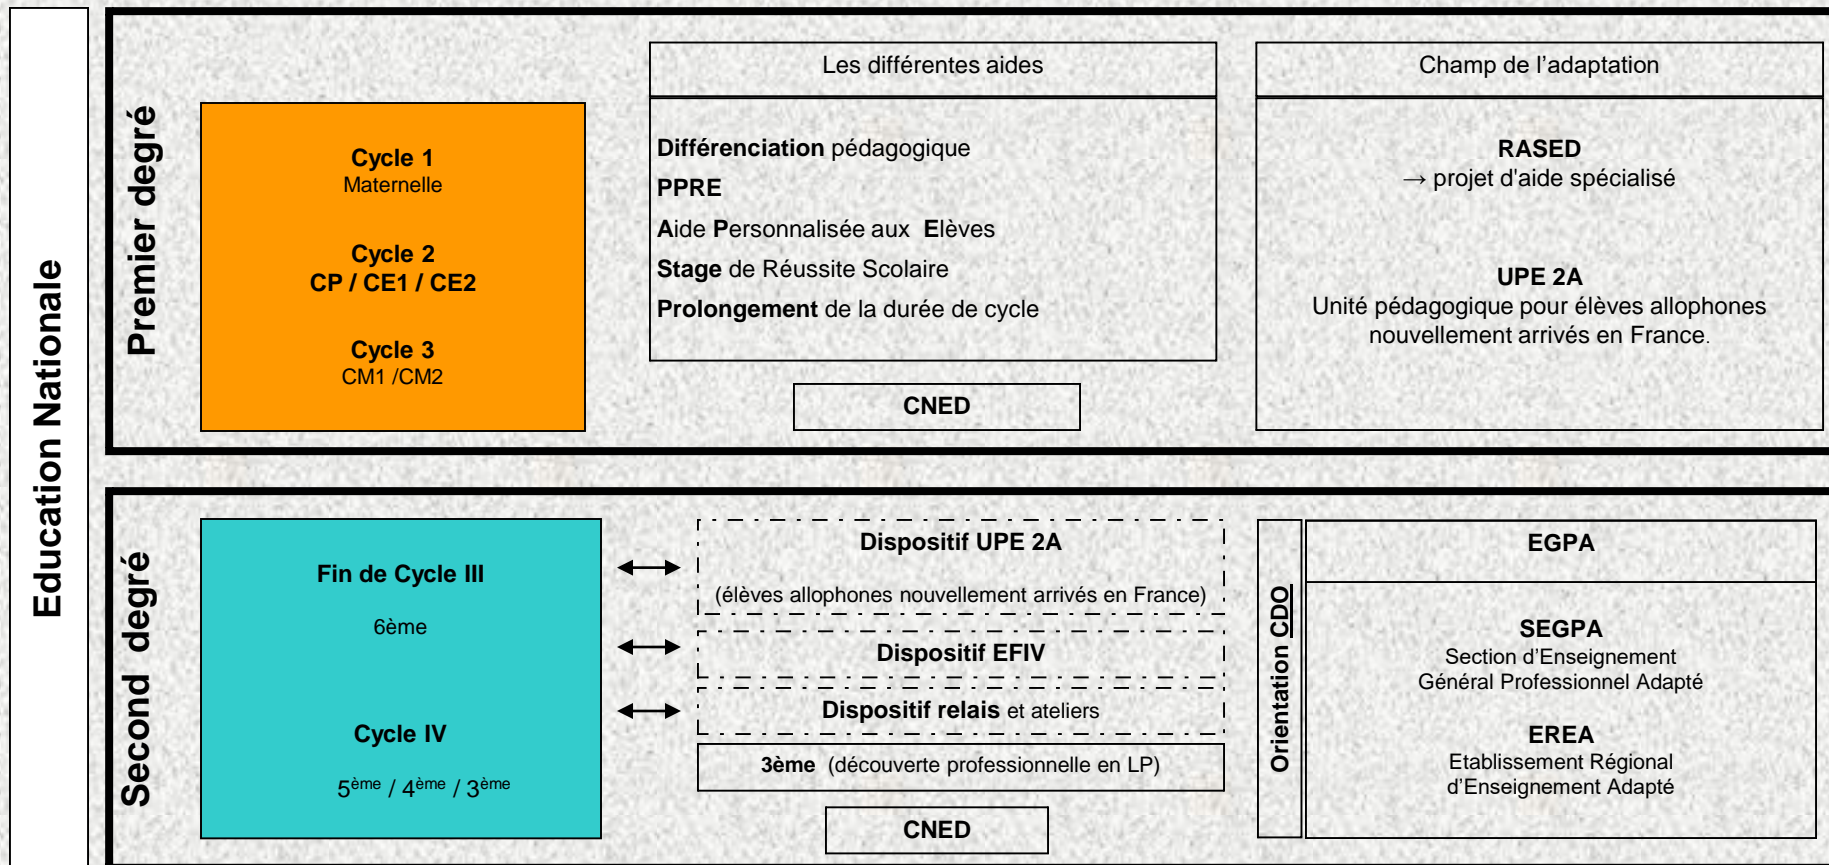 Education Nationale
Premier degré
Cycle 1
Maternelle
Cycle 2
CP / CE1 / CE2
Cycle 3
CM1 /CM2
Les différentes aides
Différenciation pédagogique
PPRE
Aide Personnalisée aux Elèves
Stage de Réussite Scolaire
Prolongement de la durée de cycle
CNED
Champ de l'adaptation
RASED
→ projet d'aide spécialisé
UPE 2A
Unité pédagogique pour élèves allophones
nouvellement arrivés en France.
Second degré
Fin de Cycle III
6ème
Cycle IV
5ème / 4ème / 3ème
Dispositif UPE 2A
(élèves allophones nouvellement arrivés en France)
Dispositif EFIV
Dispositif relais et ateliers
3ème (découverte professionnelle en LP)
CNED
Orientation CDO
EGPA
SEGPA
Section d'Enseignement
Général Professionnel Adapté
EREA
Etablissement Régional
d'Enseignement Adapté